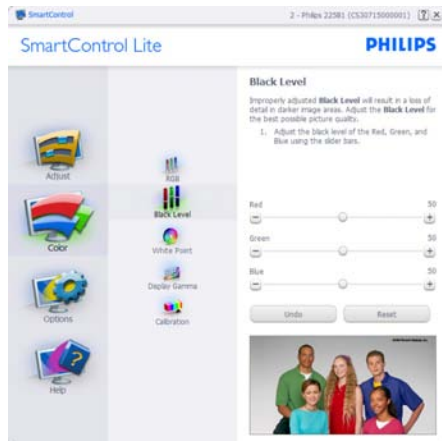 SmartControl
2 - Philips 225B1 (CS30715000001)
SmartControl Lite
PHILIPS
Adjust
Color
Options
Help
RGB
Black Level
White Point
Display Gamma
Calibration
Black Level
Improperly adjusted Black Level will result in a loss of
detail in darker image areas. Adjust the Black Level for
the best possible picture quality.
1. Adjust the black level of the Red, Green, and
Blue using the slider bars.
Red 50
Green 50
Blue 50
Undo Reset